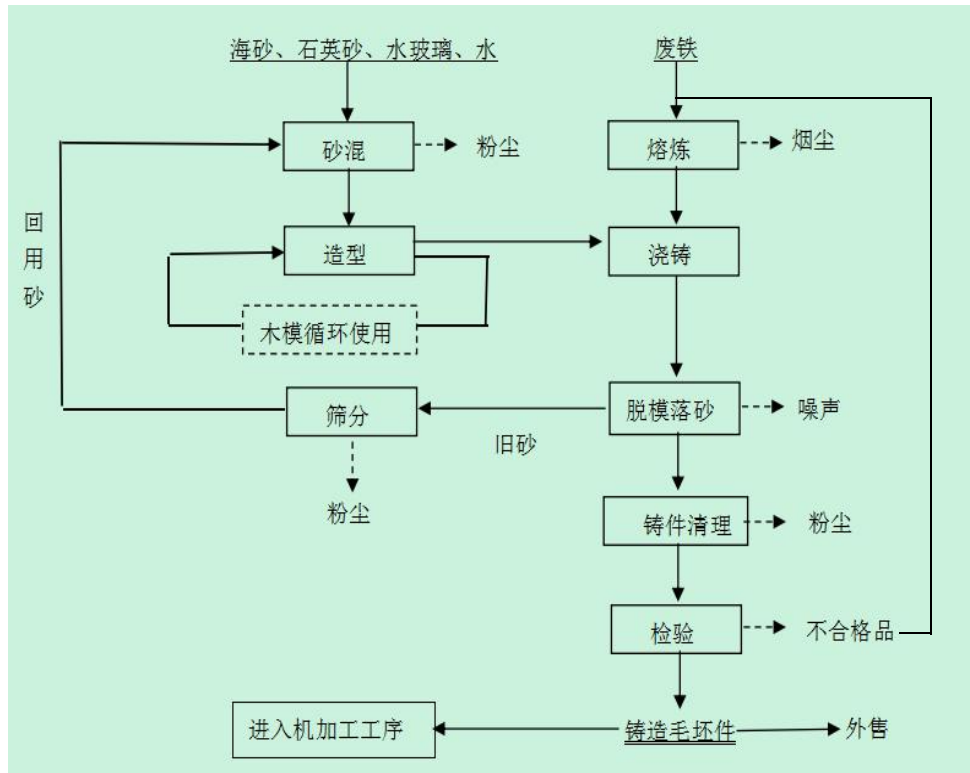 海砂、石英砂、水玻璃、水
废铁
砂混
粉尘
熔炼
烟尘
回用砂
造型
浇铸
木模循环使用
筛分
旧砂
脱模落砂
噪声
粉尘
铸件清理
粉尘
检验
不合格品
进入机加工工序
铸造毛坯件
外售